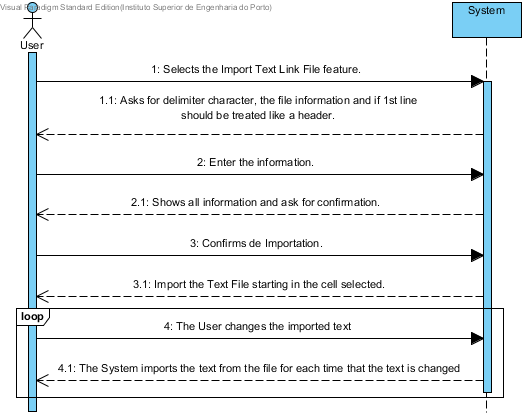 Visual Paradigm Standard Edition(Instituto Superior de Engenharia do Porto)
System
User
1: Selects the Import Text Link File feature.
1.1: Asks for delimiter character, the file information and if 1st line
should be treated like a header.
2: Enter the information.
2.1: Shows all information and ask for confirmation.
3: Confirms de Importation.
3.1: Import the Text File starting in the cell selected.
loop
4: The User changes the imported text
4.1: The System imports the text from the file for each time that the text is changed